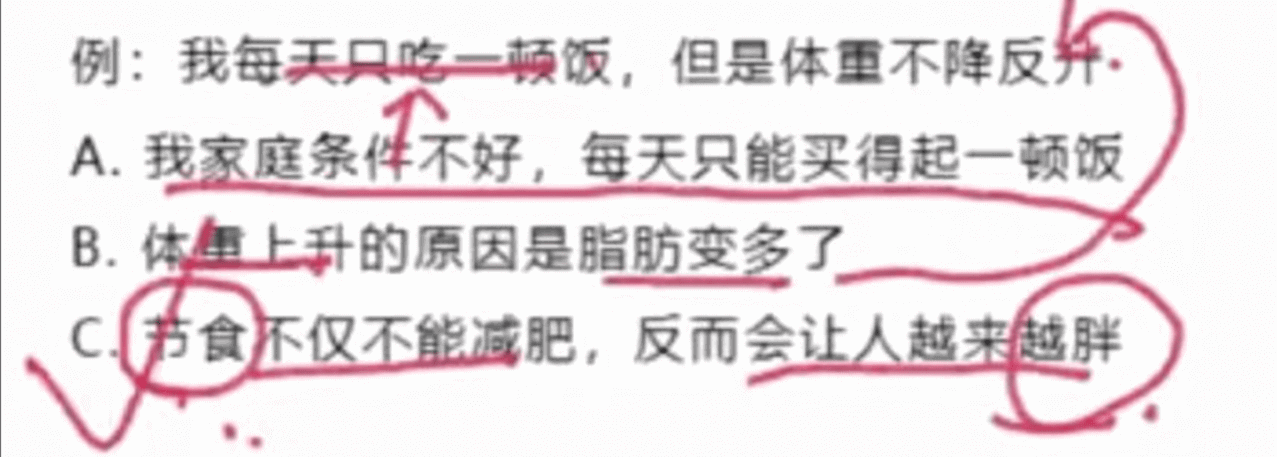 例：我每天只吃一顿饭，但是体重不降反升
A. 我家庭条件不好，每天只能买得起一顿饭
B. 体重上升的原因是脂肪变多了
C. 节食不仅不能减肥，反而会让人越来越胖